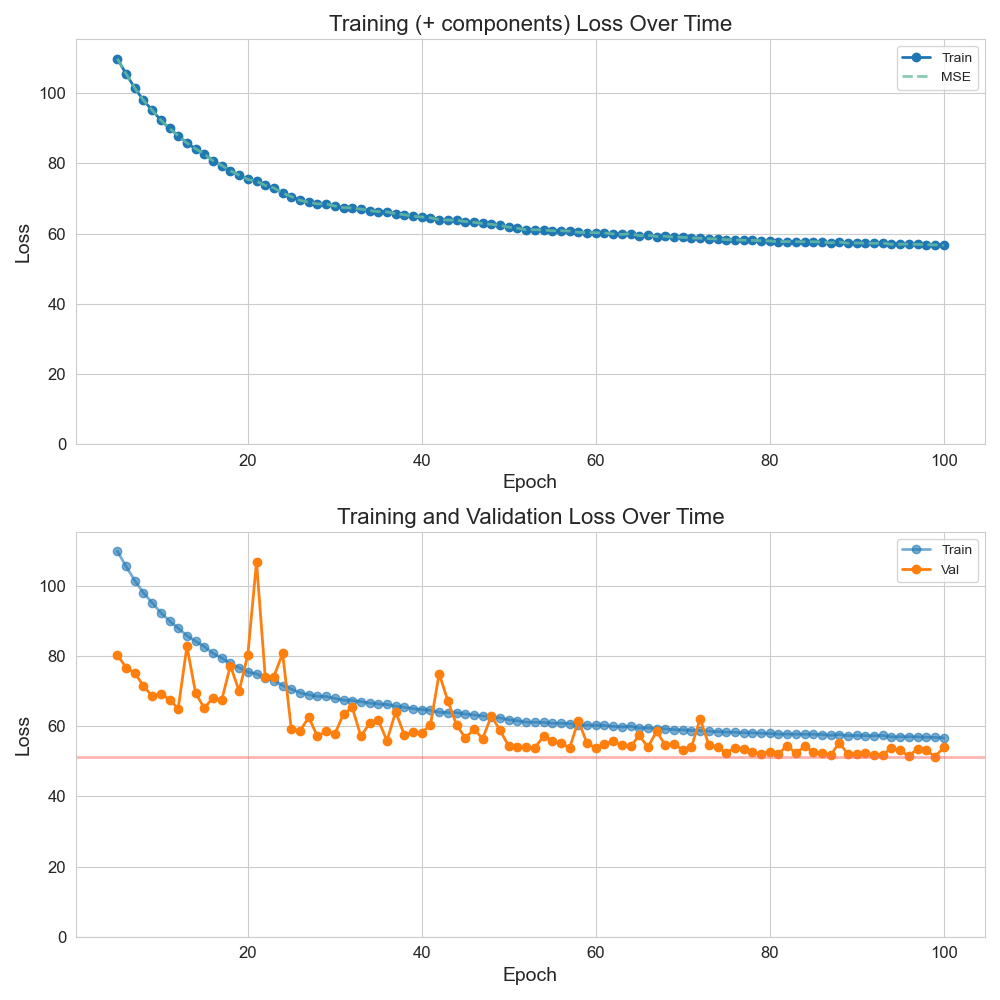 Training (+ components) Loss Over Time
Train
MSE
100
80
60
40
20
0
Loss
20 40 60 80 100
Epoch
Training and Validation Loss Over Time
Train
Val
100
80
60
40
20
0
Loss
20 40 60 80 100
Epoch